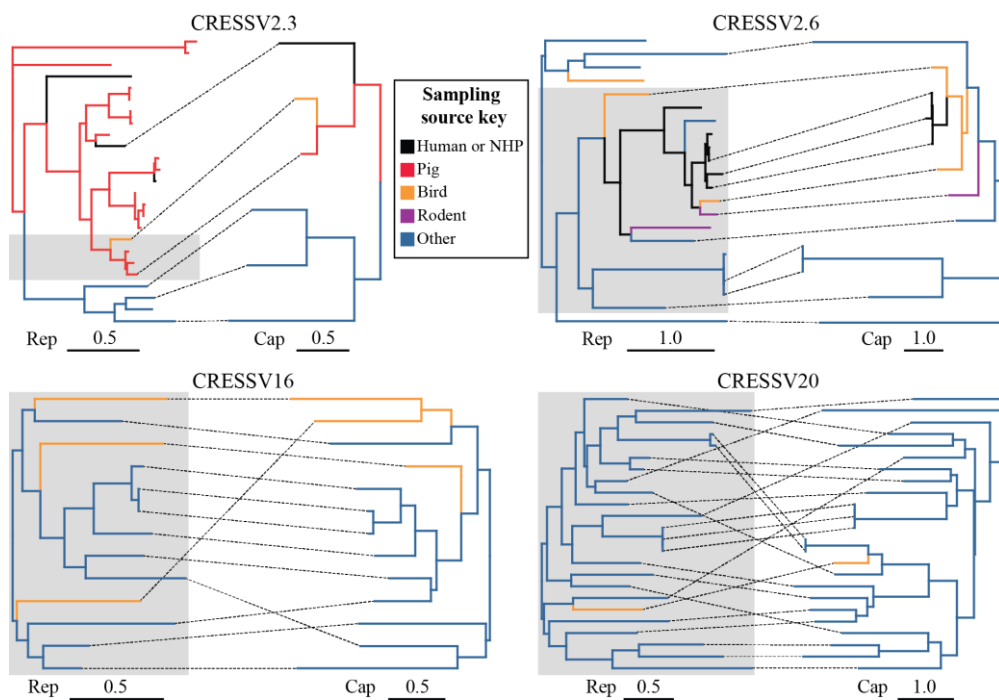 CRESSV2.3
CRESSV2.6
Sampling
source key
Human or NHP
Pig
Bird
Rodent
Other
Rep 0.5
Cap 0.5
Rep 1.0
Cap 1.0
CRESSV16
CRESSV20
Rep 0.5
Cap 0.5
Rep 0.5
Cap 1.0